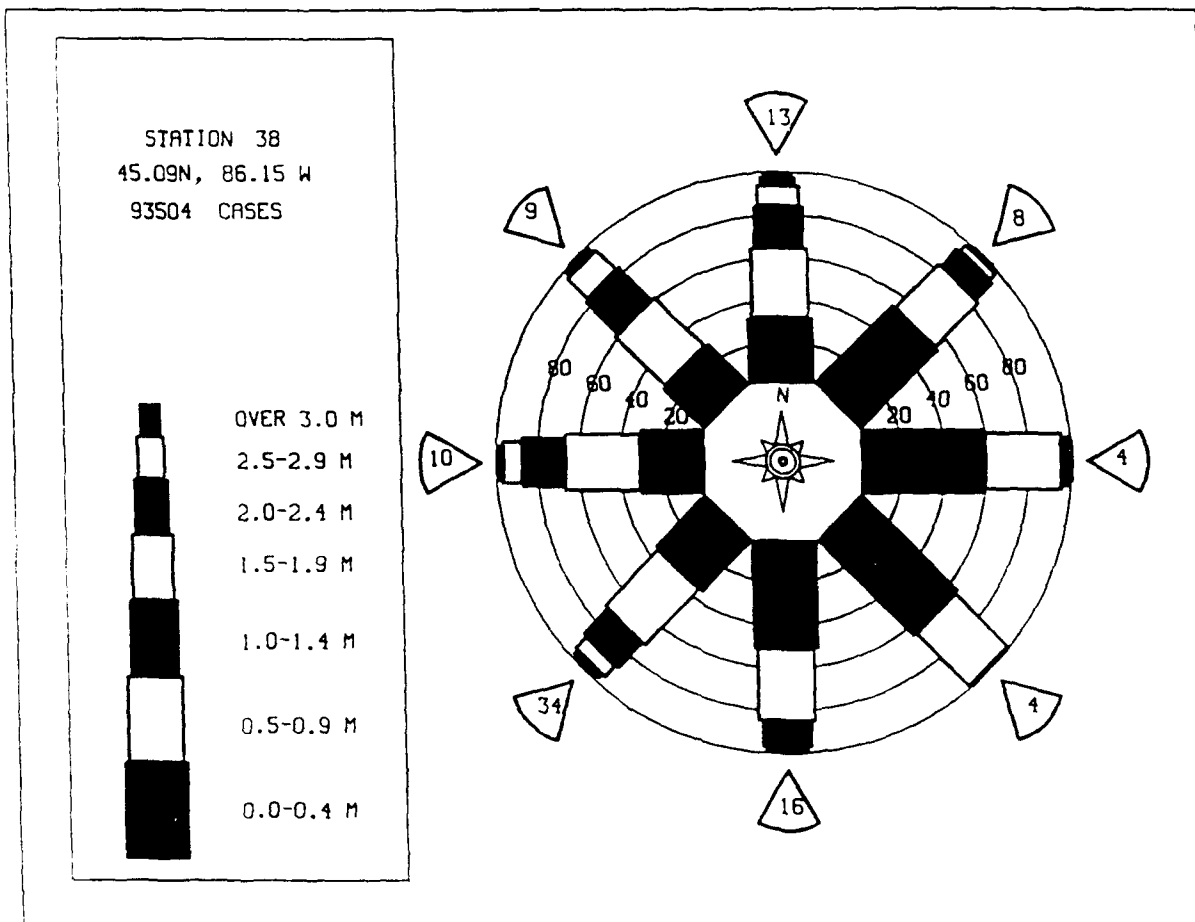 STATION 38
45.09N, 86.15 W
93504 CASES
OVER 3.0 M
2.5-2.9 M
2.0-2.4 M
1.5-1.9 M
1.0-1.4 M
0.5-0.9 M
0.0-0.4 M
13
9
8
80
60
40
20
N
20
40
60
80
10
4
34
4
16